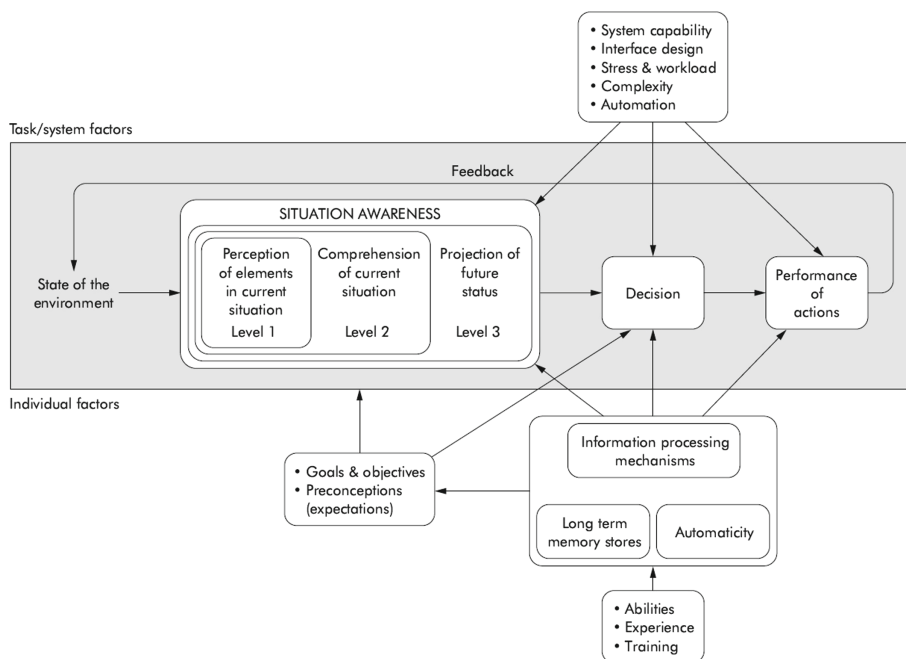 • System capability
• Interface design
• Stress & workload
• Complexity
• Automation
Task/system factors
Feedback
SITUATION AWARENESS
Perception
of elements
in current
situation
Level 1
Comprehension
of current
situation
Level 2
Projection of
future
status
Level 3
State of the
environment
Decision
Performance
of
actions
Individual factors
• Goals & objectives
• Preconceptions
(expectations)
Information processing
mechanisms
Long term
memory stores
Automaticity
• Abilities
• Experience
• Training